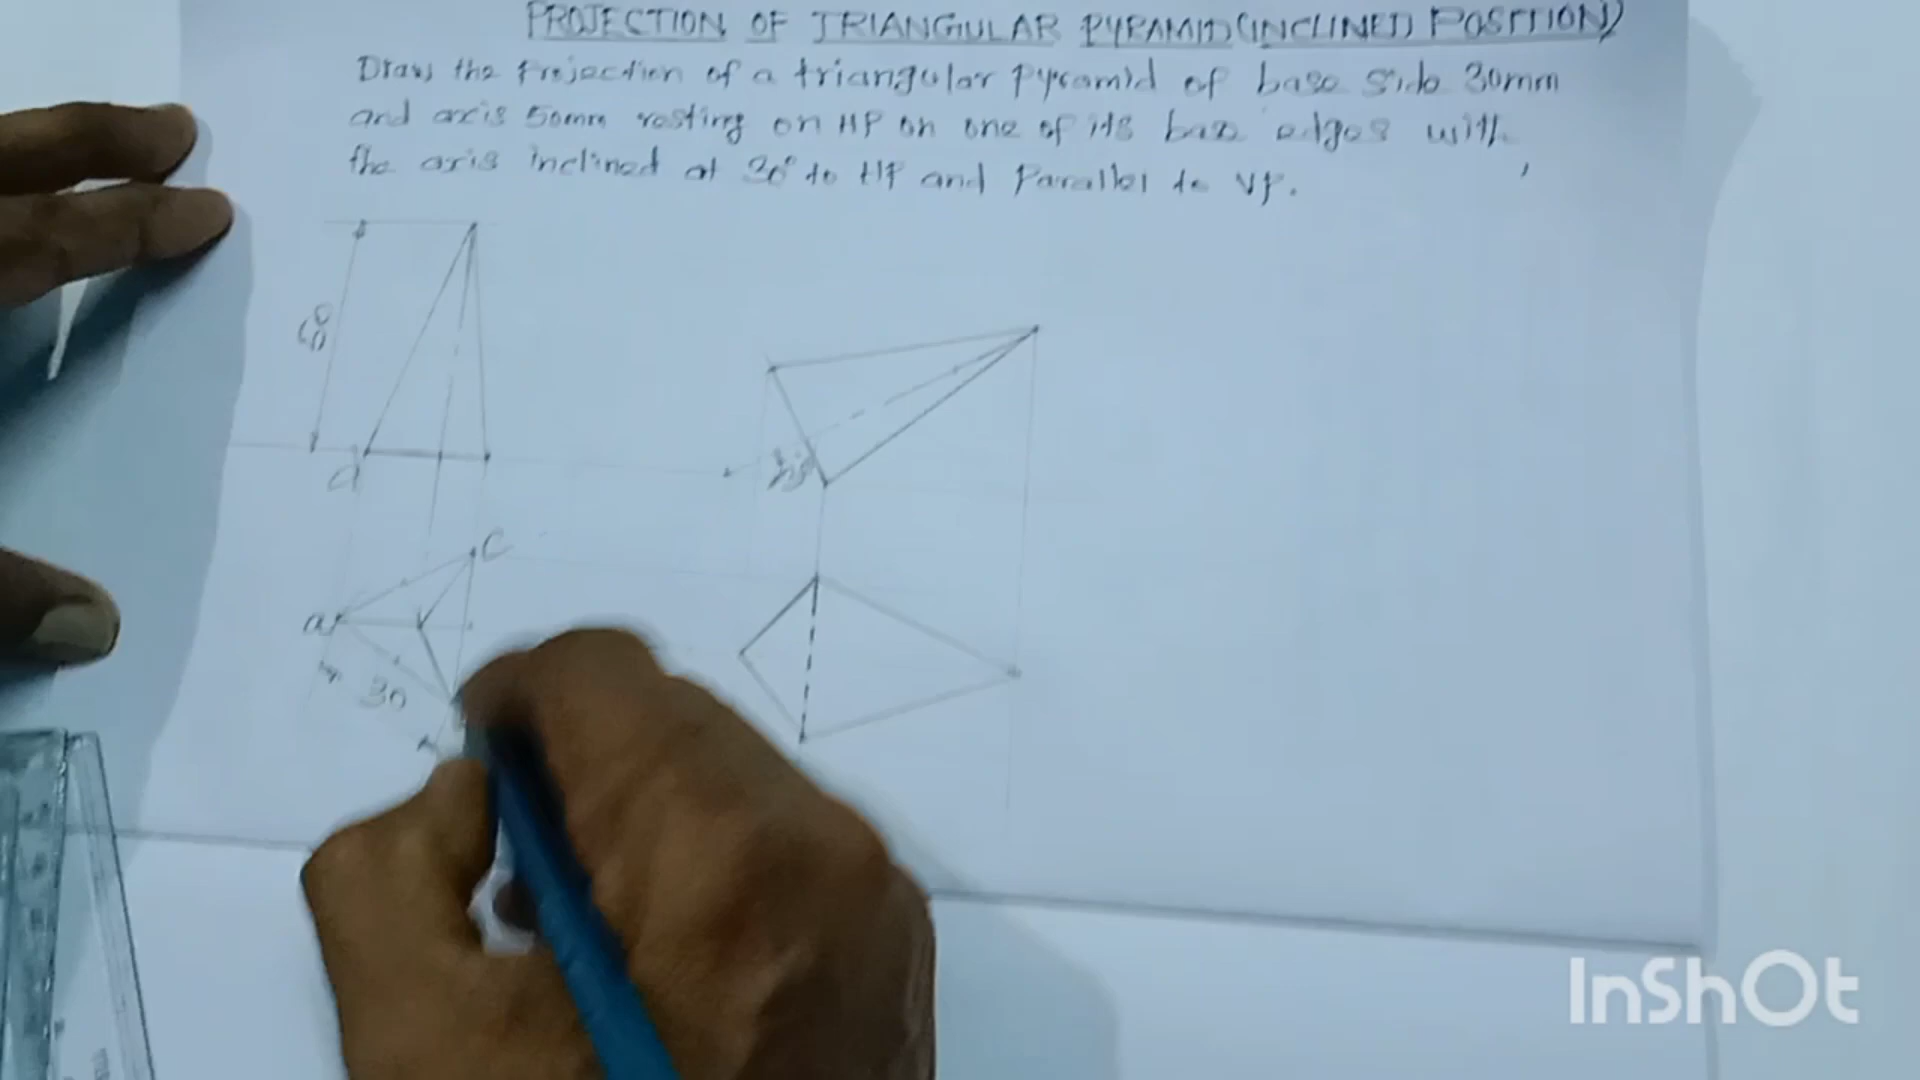 PROJECTION OF TRIANGULAR PYRAMID (INCLINED POSITION)
Draw the Projection of a triangular pyramid of base side 30mm
and axis 50mm resting on HP on one of its base edges with
the axis inclined at 30° to HP and Parallel to VP.
50
30°
a'
c
a
30
InShOt